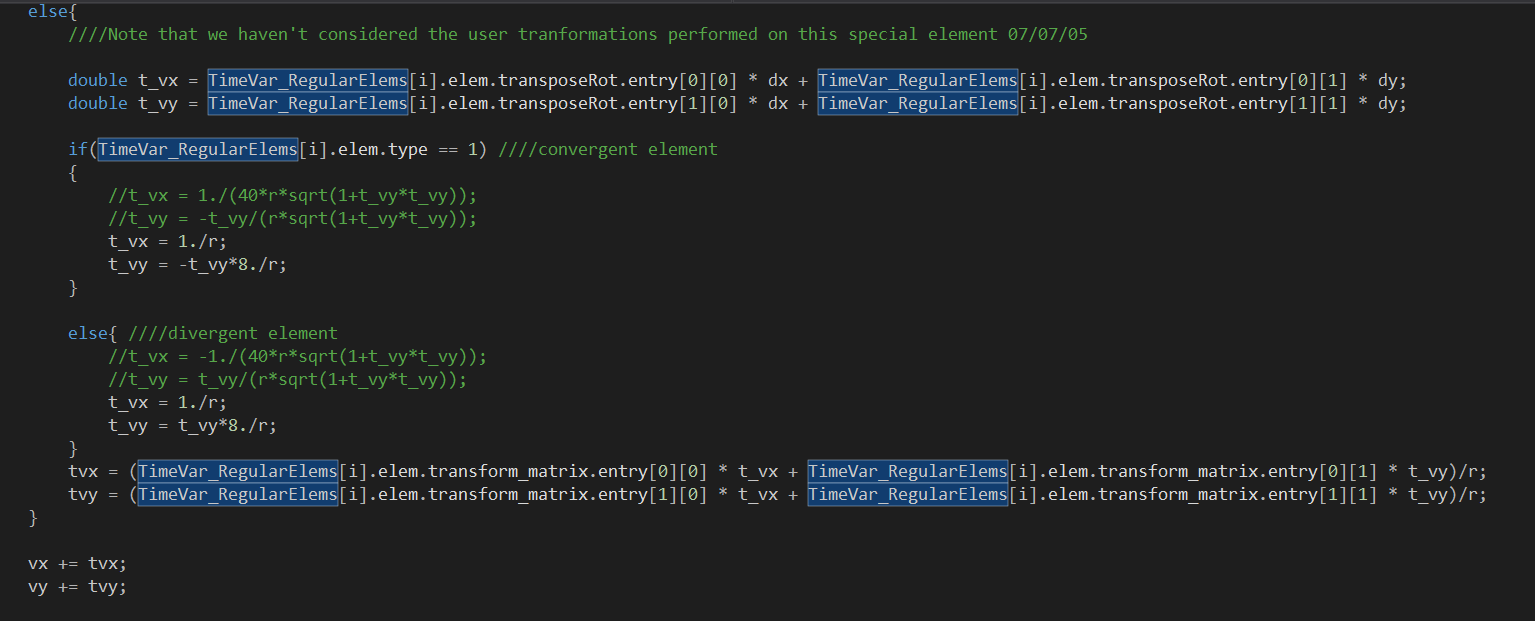 else{
////Note that we haven't considered the user tranformations performed on this special element 07/07/05
double t_vx = TimeVar_RegularElems[i].elem.transposeRot.entry[0][0] * dx + TimeVar_RegularElems[i].elem.transposeRot.entry[0][1] * dy;
double t_vy = TimeVar_RegularElems[i].elem.transposeRot.entry[1][0] * dx + TimeVar_RegularElems[i].elem.transposeRot.entry[1][1] * dy;
if(TimeVar_RegularElems[i].elem.type == 1) ////convergent element
{
//t_vx = 1./(40*r*sqrt(1+t_vy*t_vy));
//t_vy = -t_vy/(r*sqrt(1+t_vy*t_vy));
t_vx = 1./r;
t_vy = -t_vy*8./r;
}
else{ ////divergent element
//t_vx = -1./(40*r*sqrt(1+t_vy*t_vy));
//t_vy = t_vy/(r*sqrt(1+t_vy*t_vy));
t_vx = 1./r;
t_vy = t_vy*8./r;
}
tvx = (TimeVar_RegularElems[i].elem.transform_matrix.entry[0][0] * t_vx + TimeVar_RegularElems[i].elem.transform_matrix.entry[0][1] * t_vy)/r;
tvy = (TimeVar_RegularElems[i].elem.transform_matrix.entry[1][0] * t_vx + TimeVar_RegularElems[i].elem.transform_matrix.entry[1][1] * t_vy)/r;
}
vx += tvx;
vy += tvy;